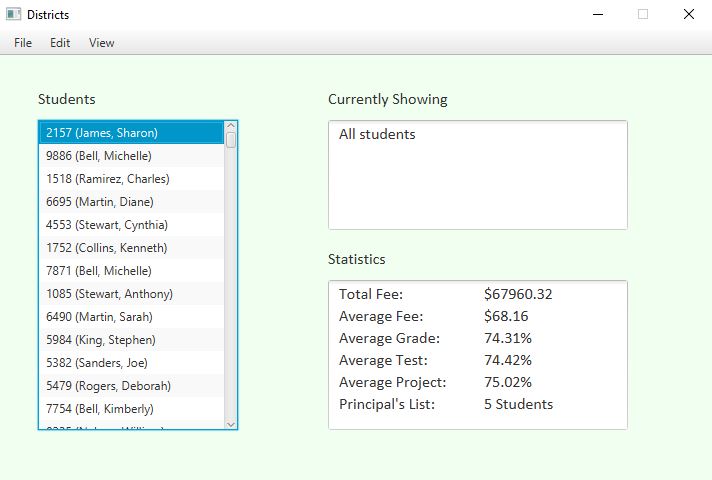 Districts
File Edit View
Students
2157 (James, Sharon)
9886 (Bell, Michelle)
1518 (Ramirez, Charles)
6695 (Martin, Diane)
4553 (Stewart, Cynthia)
1752 (Collins, Kenneth)
7871 (Bell, Michelle)
1085 (Stewart, Anthony)
6490 (Martin, Sarah)
5984 (King, Stephen)
5382 (Sanders, Joe)
5479 (Rogers, Deborah)
7754 (Bell, Kimberly)
Currently Showing
All students
Statistics
Total Fee: $67960.32
Average Fee: $68.16
Average Grade: 74.31%
Average Test: 74.42%
Average Project: 75.02%
Principal's List: 5 Students